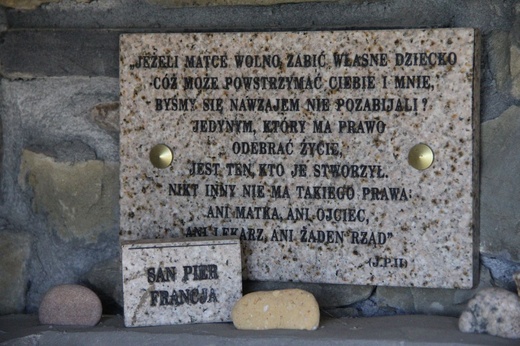 „JEŻELI MATCE WOLNO ZABIĆ WŁASNE DZIECKO
CÓŻ MOŻE POWSTRZYMAĆ CIEBIE I MNIE,
BYŚMY SIĘ NAWZAJEM NIE POZABIJALI?
JEDYNYM, KTÓRY MA PRAWO
ODEBRAĆ ŻYCIE,
JEST TEN, KTO JE STWORZYŁ.
NIKT INNY NIE MA TAKIEGO PRAWA:
ANI MATKA, ANI OJCIEC,
ANI LEKARZ, ANI ŻADEN RZĄD”
(J.P.II)
SAN PIER
FRANCJA